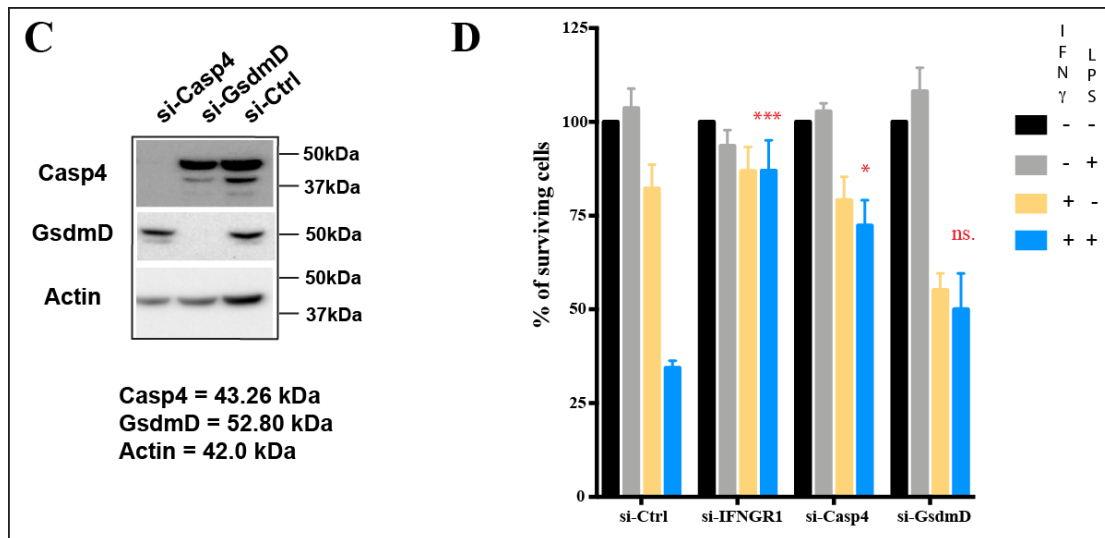 C
si-Casp4
si-GsdmD
si-Ctrl
Casp4
50kDa
37kDa
GsdmD
50kDa
Actin
50kDa
37kDa
Casp4 = 43.26 kDa
GsdmD = 52.80 kDa
Actin = 42.0 kDa
D
% of surviving cells
125
100
75
50
25
0
***
*
ns.
si-Ctrl
si-IFNGR1
si-Casp4
si-GsdmD
IFNγ
LPS
- -
- +
+ -
+ +